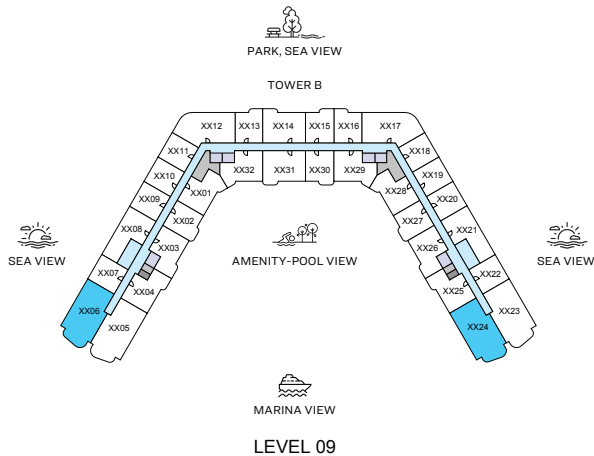 PARK, SEA VIEW
TOWER B
XX12
XX13
XX14
XX15
XX16
XX17
XX11
XX18
XX32
XX31
XX30
XX29
XX10
XX19
XX01
XX28
XX09
XX20
XX02
XX27
XX08
XX21
XX03
XX26
SEA VIEW
AMENITY-POOL VIEW
SEA VIEW
XX07
XX22
XX04
XX25
XX06
XX23
XX05
XX24
MARINA VIEW
LEVEL 09